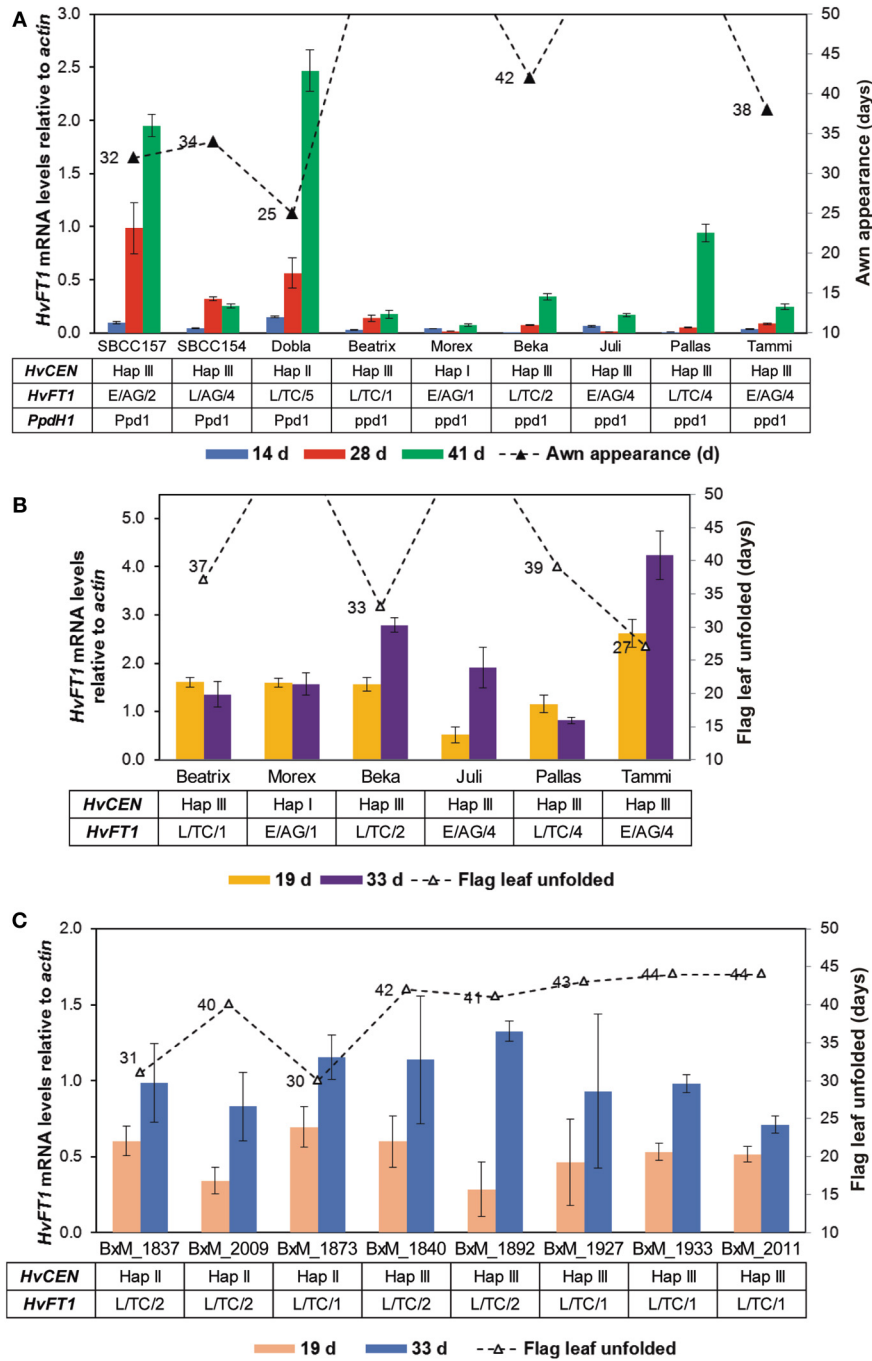 A
HvFT1 mRNA levels relative to actin
3.0
2.5
2.0
1.5
1.0
0.5
0.0
50
45
40
35
30
25
20
15
10
Awn appearance (days)
32
34
25
42
38
SBCC157 SBCC154 Dobla Beatrix Morex Beka Juli Pallas Tammi
HvCEN Hap III Hap III Hap II Hap III Hap I Hap III Hap III Hap III Hap III
HvFT1 E/AG/2 L/AG/4 L/TC/5 L/TC/1 E/AG/1 L/TC/2 E/AG/4 L/TC/4 E/AG/4
PpdH1 Ppd1 Ppd1 Ppd1 ppd1 ppd1 ppd1 ppd1 ppd1 ppd1
14 d 28 d 41 d Awn appearance (d)
B
HvFT1 mRNA levels
relative to actin
5.0
4.0
3.0
2.0
1.0
0.0
50
45
40
35
30
25
20
15
10
Flag leaf unfolded (days)
37
33
39
27
Beatrix Morex Beka Juli Pallas Tammi
HvCEN Hap III Hap I Hap III Hap III Hap III Hap III
HvFT1 L/TC/1 E/AG/1 L/TC/2 E/AG/4 L/TC/4 E/AG/4
19 d 33 d Flag leaf unfolded
C
HvFT1 mRNA levels relative to actin
2.0
1.5
1.0
0.5
0.0
50
45
40
35
30
25
20
15
10
Flag leaf unfolded (days)
31
40
30
42
41
43
44
44
BxM_1837 BxM_2009 BxM_1873 BxM_1840 BxM_1892 BxM_1927 BxM_1933 BxM_2011
HvCEN Hap II Hap II Hap II Hap III Hap III Hap III Hap III Hap III
HvFT1 L/TC/2 L/TC/2 L/TC/1 L/TC/2 L/TC/2 L/TC/1 L/TC/1 L/TC/1
19 d 33 d Flag leaf unfolded